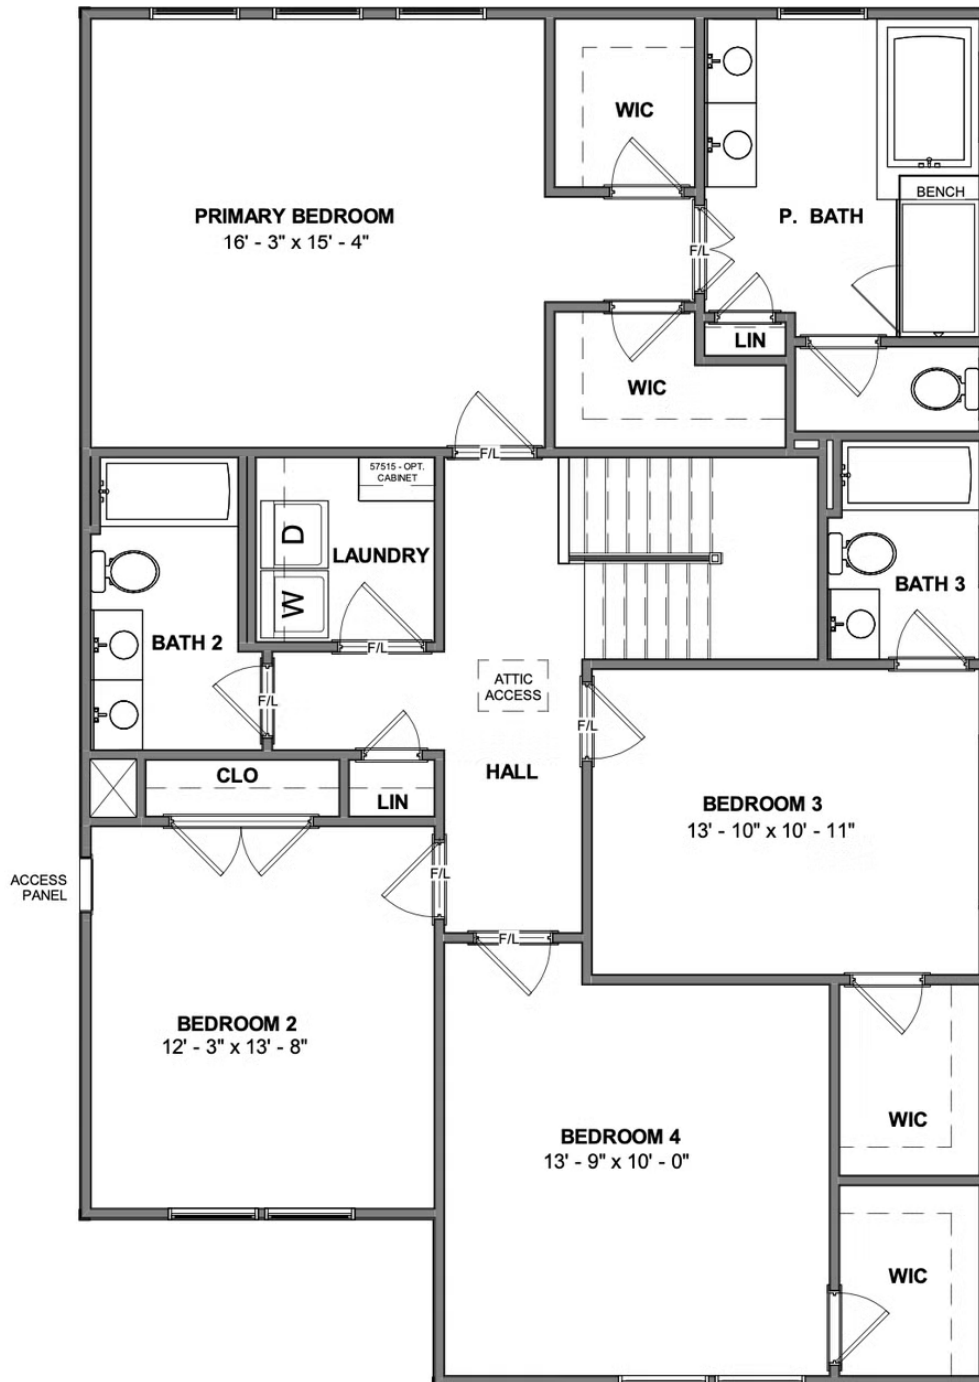 WIC
PRIMARY BEDROOM
16' - 3" x 15' - 4"
P. BATH
BENCH
F/L
LIN
WIC
F/L
57515 - OPT.
CABINET
D
LAUNDRY
W
F/L
BATH 2
F/L
BATH 3
ATTIC
ACCESS
F/L
HALL
CLO
LIN
BEDROOM 3
13' - 10" x 10' - 11"
ACCESS
PANEL
F/L
F/L
BEDROOM 2
12' - 3" x 13' - 8"
BEDROOM 4
13' - 9" x 10' - 0"
WIC
WIC